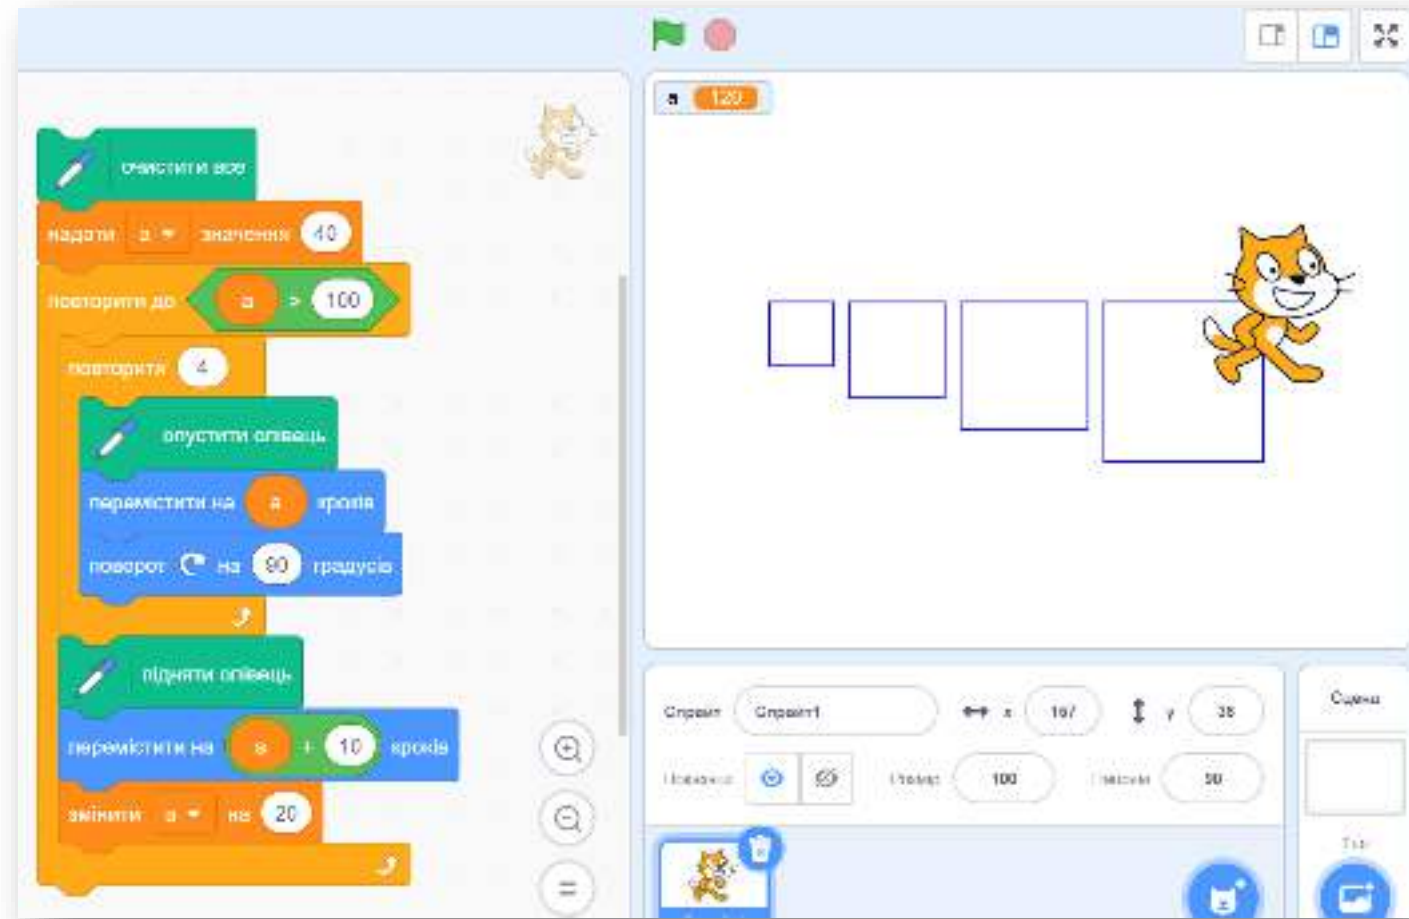 очистити все
надати a значення 40
повторити до a > 100
повторити 4
опустити олівець
перемістити на a кроків
поворот на 90 градусів
підняти олівець
перемістити на a + 10 кроків
змінити a на 20
a 120
Спрайт Спрайт1 x 167 y 38
100 90
Сцена